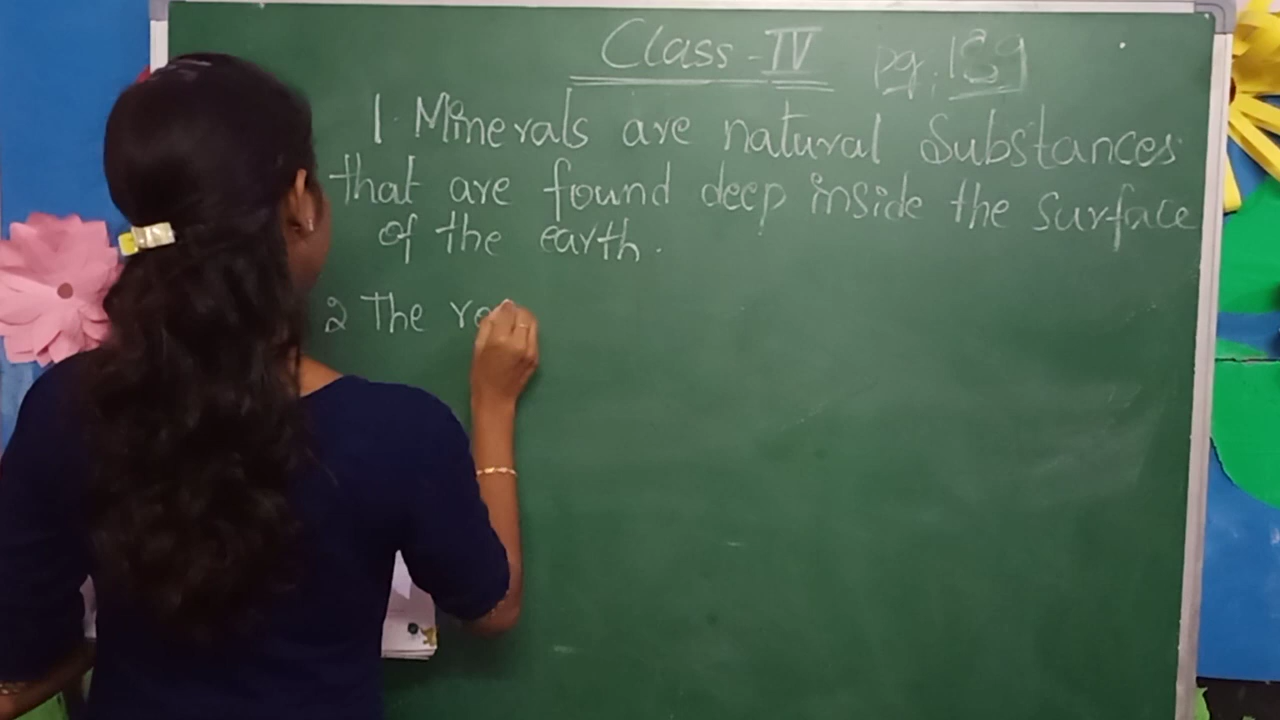 Class - IV pg. 139
1. Minerals are natural Substances
that are found deep inside the surface
of the earth.
2 The